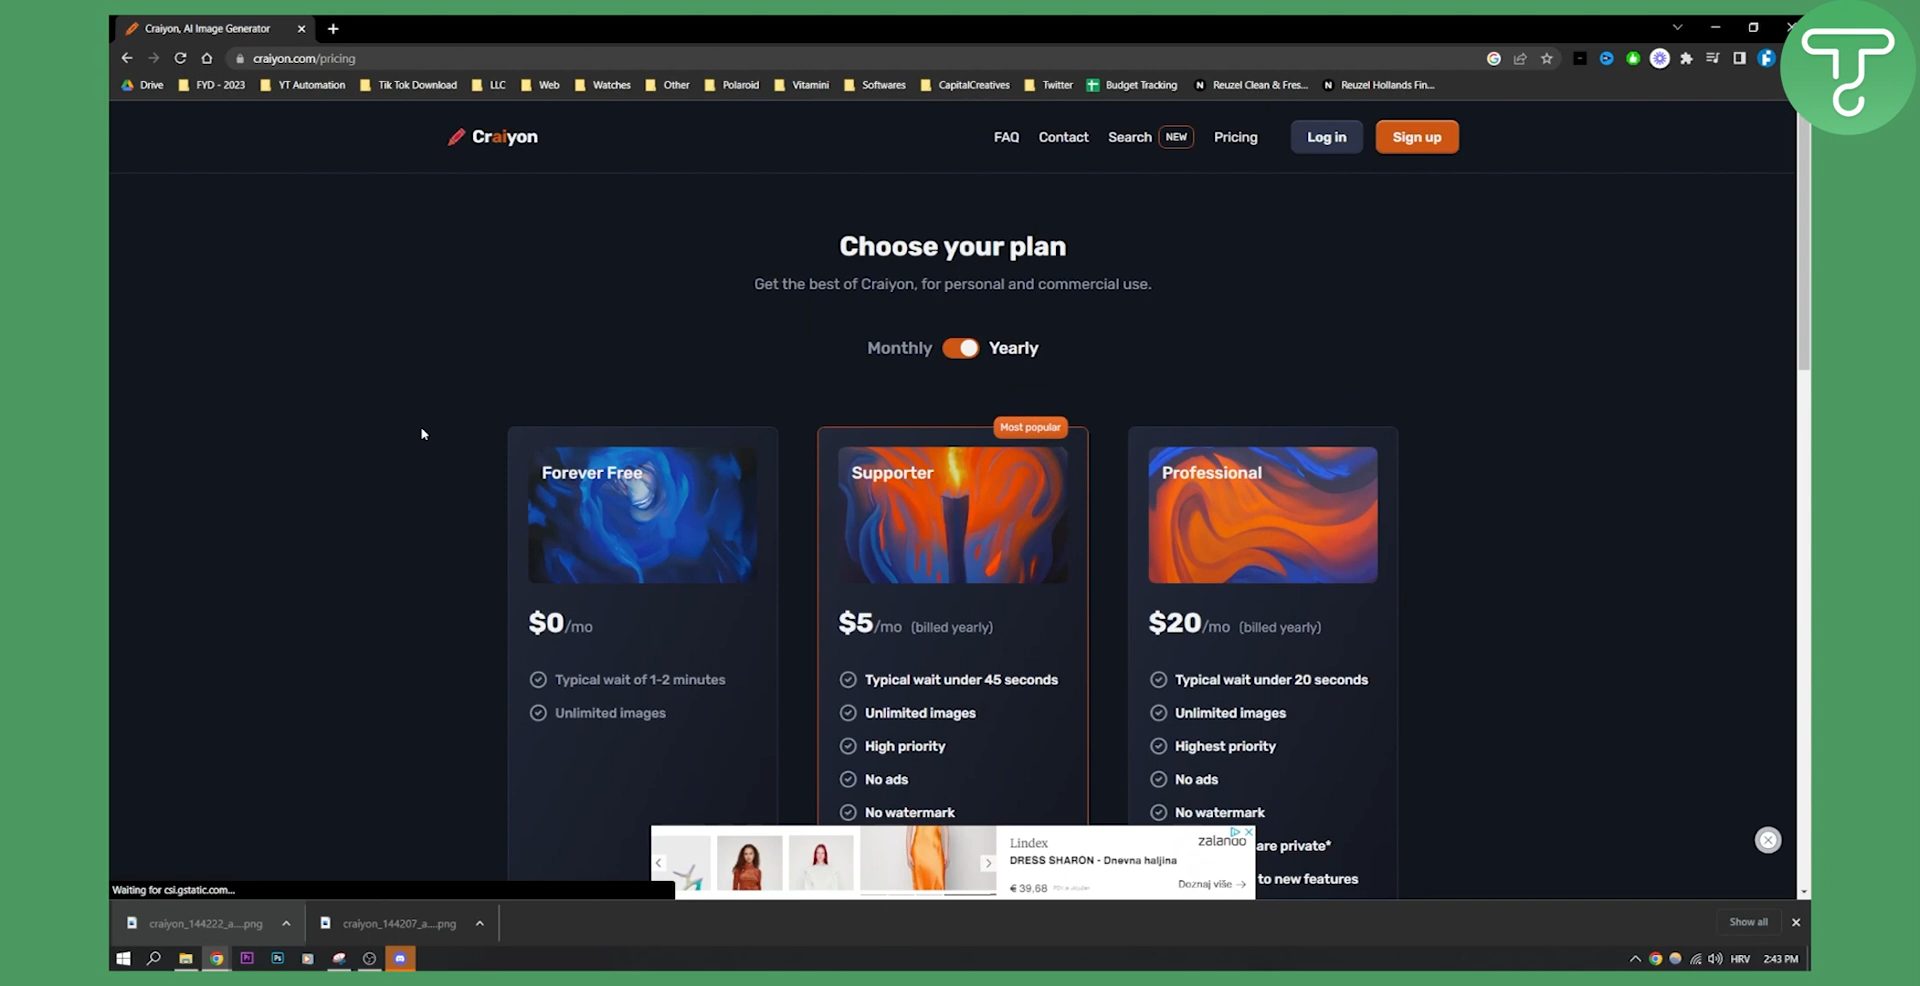 Craiyon, AI Image Generator
craiyon.com/pricing
Drive FYD - 2023 YT Automation Tik Tok Download LLC Web Watches Other Polaroid Vitamini Softwares CapitalCreatives Twitter Budget Tracking Reuzel Clean & Fres... Reuzel Hollands Fin...
Craiyon FAQ Contact Search NEW Pricing Log in Sign up
Choose your plan
Get the best of Craiyon, for personal and commercial use.
Monthly Yearly
Most popular
Forever Free
$0/mo
Typical wait of 1-2 minutes
Unlimited images
Supporter
$5/mo (billed yearly)
Typical wait under 45 seconds
Unlimited images
High priority
No ads
No watermark
Professional
$20/mo (billed yearly)
Typical wait under 20 seconds
Unlimited images
Highest priority
No ads
No watermark
are private*
to new features
Lindex
zalando
DRESS SHARON - Dnevna haljina
€ 39,68
Doznaj više →
Waiting for csi.gstatic.com...
craiyon_144222_a....png craiyon_144207_a....png Show all
HRV 2:43 PM